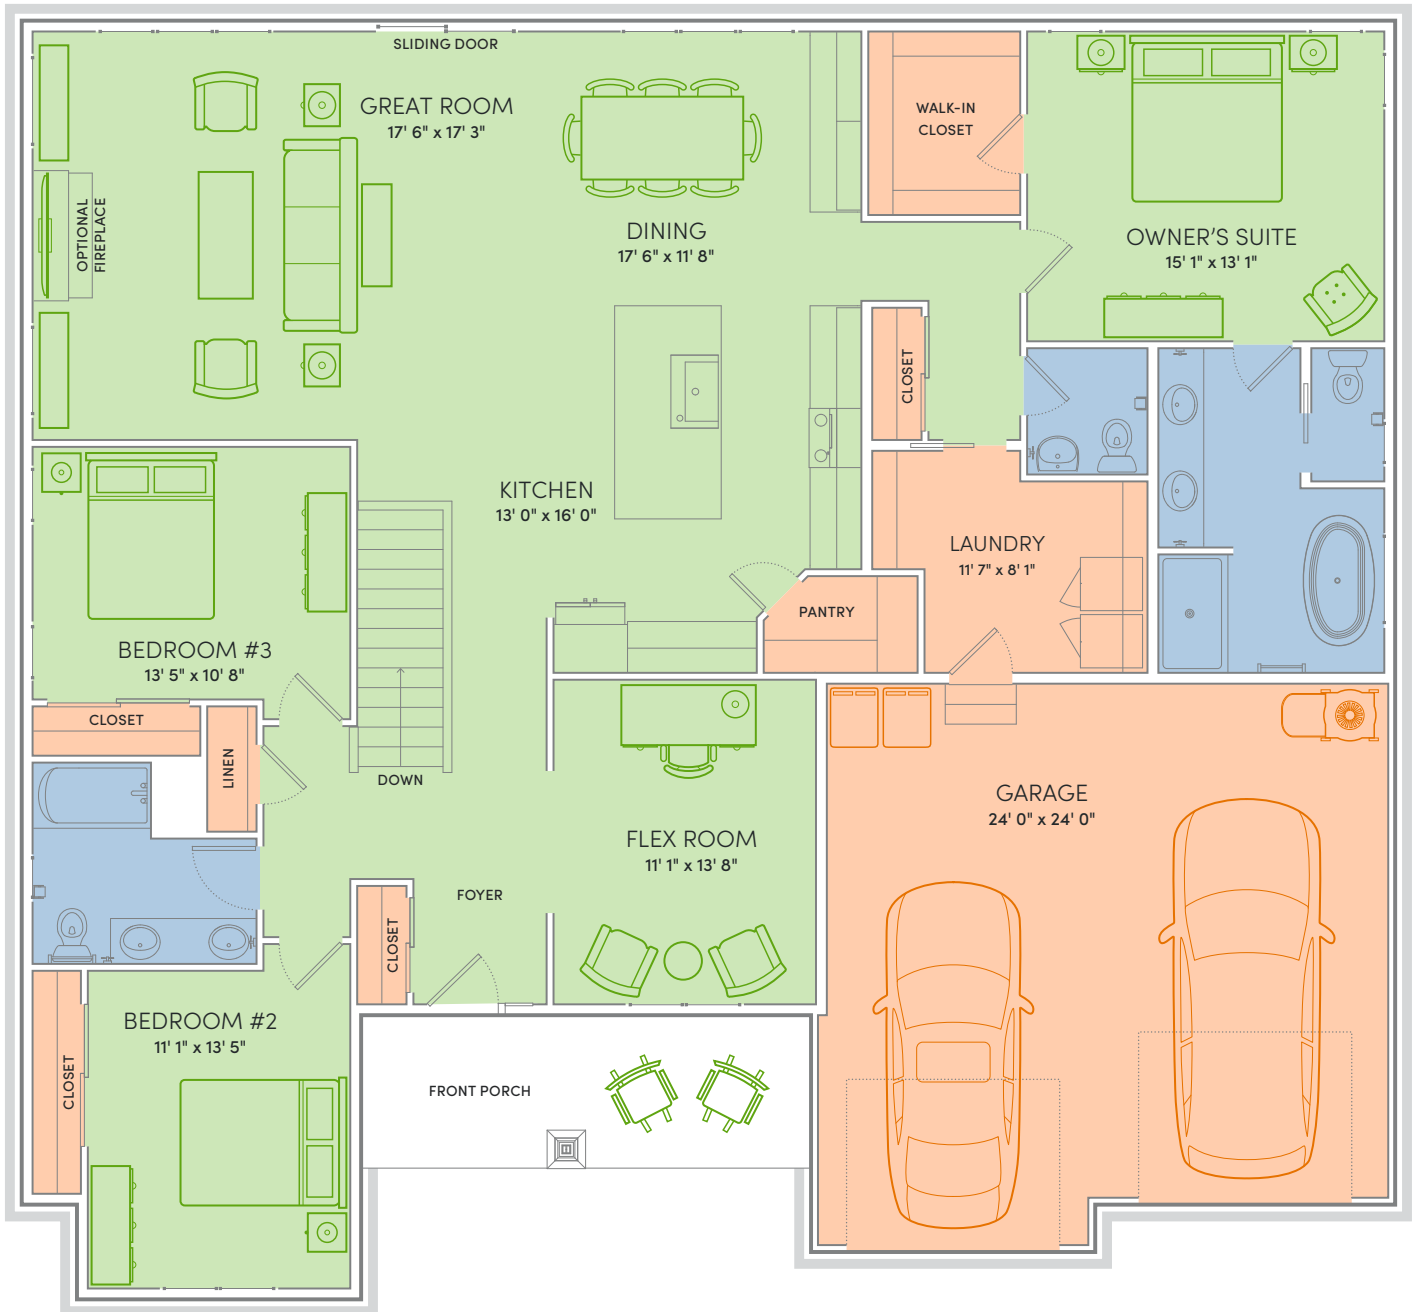 SLIDING DOOR
GREAT ROOM
17' 6" x 17' 3"
WALK-IN
CLOSET
OPTIONAL
FIREPLACE
DINING
17' 6" x 11' 8"
OWNER'S SUITE
15' 1" x 13' 1"
CLOSET
KITCHEN
13' 0" x 16' 0"
LAUNDRY
11' 7" x 8' 1"
PANTRY
BEDROOM #3
13' 5" x 10' 8"
CLOSET
LINEN
DOWN
GARAGE
24' 0" x 24' 0"
FLEX ROOM
11' 1" x 13' 8"
FOYER
CLOSET
BEDROOM #2
11' 1" x 13' 5"
CLOSET
FRONT PORCH